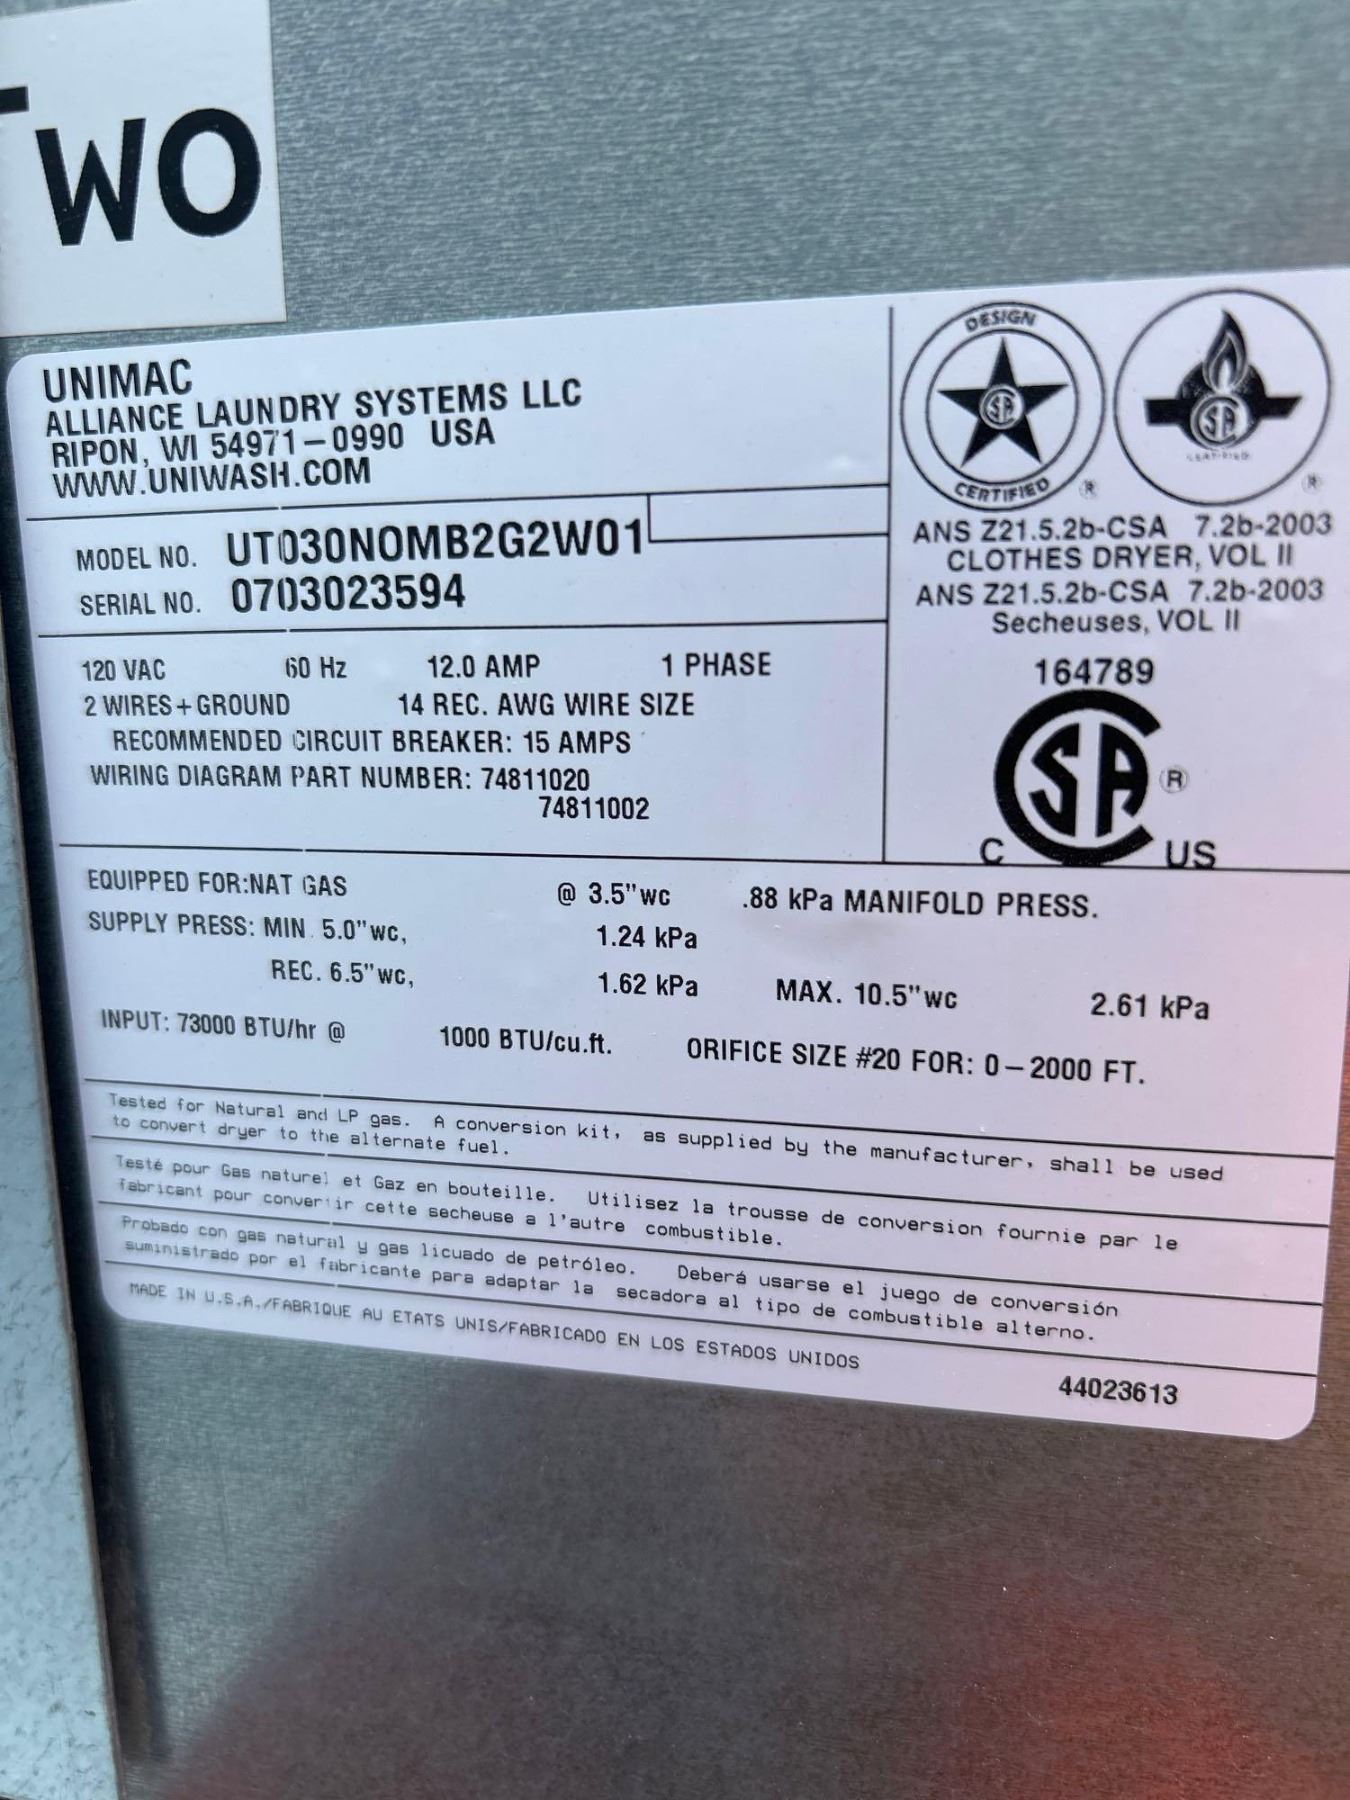 TWO
UNIMAC
ALLIANCE LAUNDRY SYSTEMS LLC
RIPON, WI 54971-0990 USA
WWW.UNIWASH.COM
MODEL NO. UT030NOMB2G2W01
SERIAL NO. 0703023594
120 VAC 60 Hz 12.0 AMP 1 PHASE
2 WIRES+GROUND 14 REC. AWG WIRE SIZE
RECOMMENDED CIRCUIT BREAKER: 15 AMPS
WIRING DIAGRAM PART NUMBER: 74811020
74811002
DESIGN
SA
CERTIFIED ®
SA
CERTIFIED
®
ANS Z21.5.2b-CSA 7.2b-2003
CLOTHES DRYER, VOL II
ANS Z21.5.2b-CSA 7.2b-2003
Secheuses, VOL II
164789
CSA ®
C US
EQUIPPED FOR:NAT GAS @ 3.5"WC .88 kPa MANIFOLD PRESS.
SUPPLY PRESS: MIN. 5.0"WC, 1.24 kPa
REC. 6.5"WC, 1.62 kPa MAX. 10.5"WC 2.61 kPa
INPUT: 73000 BTU/hr @ 1000 BTU/cu.ft. ORIFICE SIZE #20 FOR: 0-2000 FT.
Tested for Natural and LP gas. A conversion kit, as supplied by the manufacturer, shall be used
to convert dryer to the alternate fuel.
Testé pour Gas naturel et Gaz en bouteille. Utilisez la trousse de conversion fournie par le
fabricant pour convertir cette secheuse a l'autre combustible.
Probado con gas natural y gas licuado de petróleo. Deberá usarse el juego de conversión
suministrado por el fabricante para adaptar la secadora al tipo de combustible alterno.
MADE IN U.S.A./FABRIQUE AU ETATS UNIS/FABRICADO EN LOS ESTADOS UNIDOS
44023613